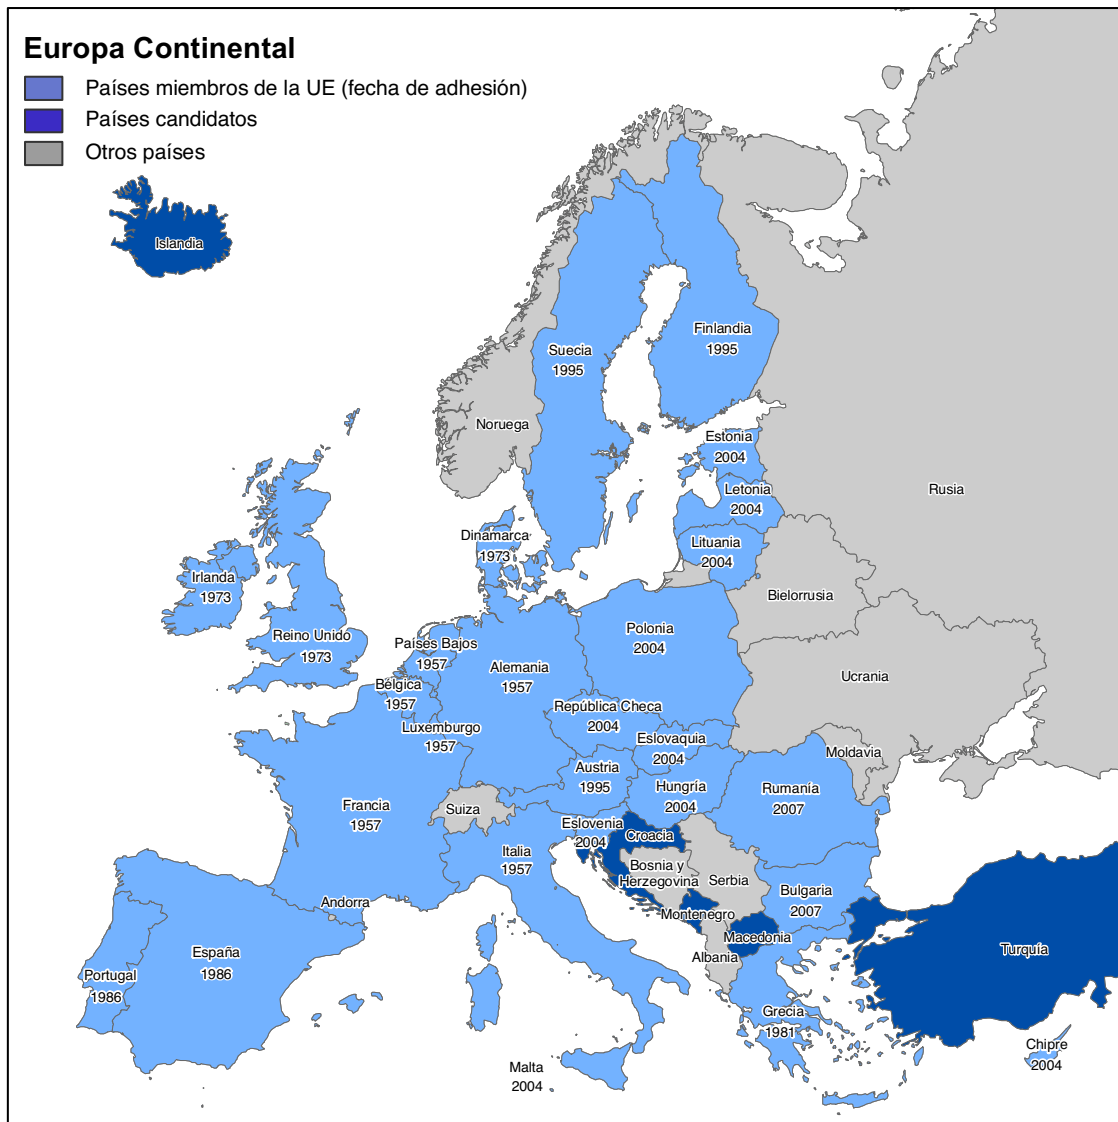 Europa Continental
Países miembros de la UE (fecha de adhesión)
Países candidatos
Otros países
Islandia
Finlandia
1995
Suecia
1995
Noruega
Estonia
2004
Rusia
Letonia
2004
Dinamarca
1973
Lituania
2004
Irlanda
1973
Bielorrusia
Reino Unido
1973
Países Bajos
1957
Polonia
2004
Alemania
1957
Ucrania
Bélgica
1957
República Checa
2004
Luxemburgo
1957
Eslovaquia
2004
Moldavia
Austria
1995
Hungría
2004
Rumanía
2007
Francia
1957
Suiza
Eslovenia
2004
Croacia
Italia
1957
Bosnia y
Herzegovina
Serbia
Bulgaria
2007
Andorra
Montenegro
Macedonia
Turquía
España
1986
Albania
Portugal
1986
Grecia
1981
Chipre
2004
Malta
2004